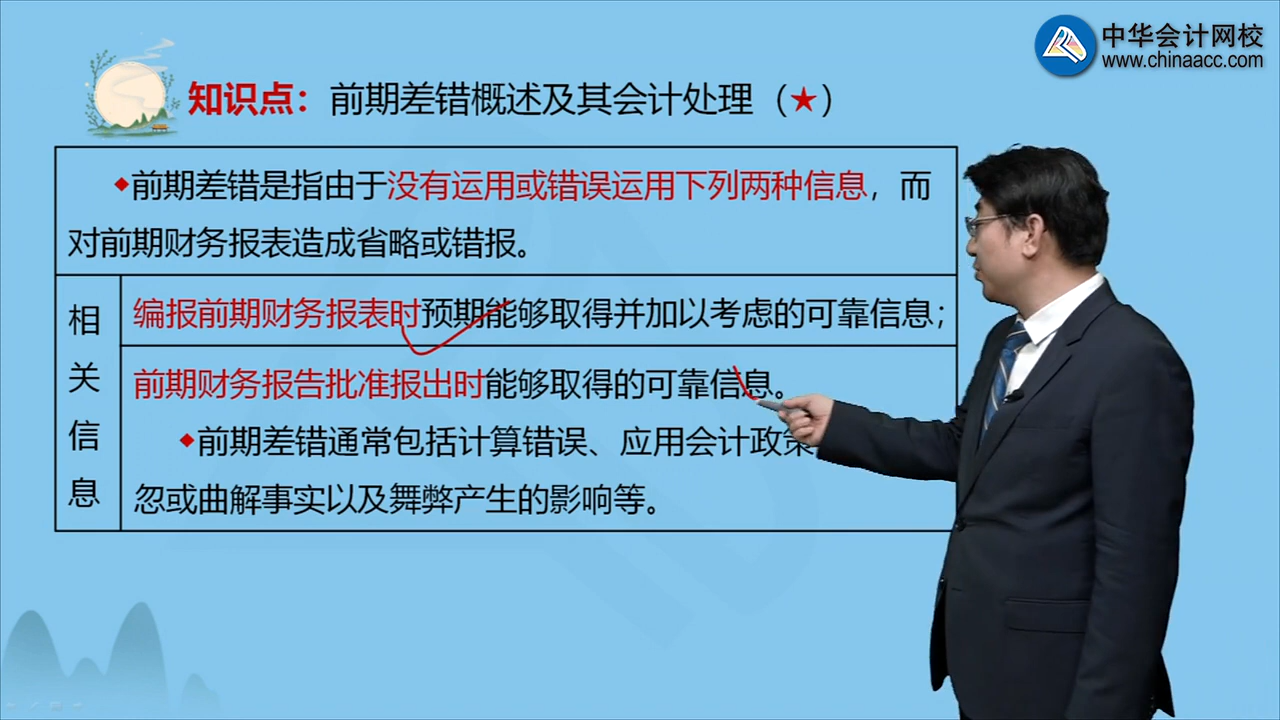 中华会计网校
www.chinaacc.com
知识点：前期差错概述及其会计处理（★）
◆前期差错是指由于没有运用或错误运用下列两种信息，而
对前期财务报表造成省略或错报。
相关信息
编报前期财务报表时预期能够取得并加以考虑的可靠信息；
前期财务报告批准报出时能够取得的可靠信息。
◆前期差错通常包括计算错误、应用会计政策
忽或曲解事实以及舞弊产生的影响等。